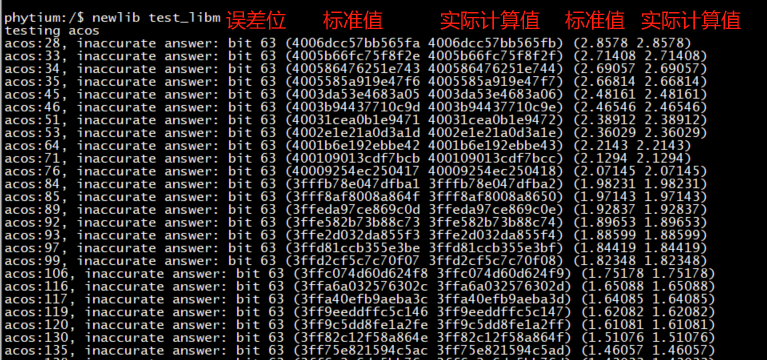 phytium:/$ newlib test_libm 误差位 标准值 实际计算值 标准值 实际计算值
testing acos
acos:28, inaccurate answer: bit 63 (4006dcc57bb565fa 4006dcc57bb565fb) (2.8578 2.8578)
acos:33, inaccurate answer: bit 63 (4005b66fc75f8f2e 4005b66fc75f8f2f) (2.71408 2.71408)
acos:34, inaccurate answer: bit 63 (400586476251e743 400586476251e744) (2.69057 2.69057)
acos:35, inaccurate answer: bit 63 (4005585a919e47f6 4005585a919e47f7) (2.66814 2.66814)
acos:45, inaccurate answer: bit 63 (4003da53e4683a05 4003da53e4683a06) (2.48161 2.48161)
acos:46, inaccurate answer: bit 63 (4003b94437710c9d 4003b94437710c9e) (2.46546 2.46546)
acos:51, inaccurate answer: bit 63 (40031cea0b1e9471 40031cea0b1e9472) (2.38912 2.38912)
acos:53, inaccurate answer: bit 63 (4002e1e21a0d3a1d 4002e1e21a0d3a1e) (2.36029 2.36029)
acos:64, inaccurate answer: bit 63 (4001b6e192ebbe42 4001b6e192ebbe43) (2.2143 2.2143)
acos:71, inaccurate answer: bit 63 (400109013cdf7bcb 400109013cdf7bcc) (2.1294 2.1294)
acos:76, inaccurate answer: bit 63 (40009254ec250417 40009254ec250418) (2.07145 2.07145)
acos:84, inaccurate answer: bit 63 (3fffb78e047dfba1 3fffb78e047dfba2) (1.98231 1.98231)
acos:85, inaccurate answer: bit 63 (3fff8af8008a864f 3fff8af8008a8650) (1.97143 1.97143)
acos:89, inaccurate answer: bit 63 (3ffeda97ce869c0d 3ffeda97ce869c0e) (1.92837 1.92837)
acos:92, inaccurate answer: bit 63 (3ffe582b73b88c73 3ffe582b73b88c74) (1.89653 1.89653)
acos:93, inaccurate answer: bit 63 (3ffe2d032da855f3 3ffe2d032da855f4) (1.88599 1.88599)
acos:97, inaccurate answer: bit 63 (3ffd81ccb355e3be 3ffd81ccb355e3bf) (1.84419 1.84419)
acos:99, inaccurate answer: bit 63 (3ffd2cf5c7c70f07 3ffd2cf5c7c70f08) (1.82348 1.82348)
acos:106, inaccurate answer: bit 63 (3ffc074d60d624f8 3ffc074d60d624f9) (1.75178 1.75178)
acos:116, inaccurate answer: bit 63 (3ffa6a032576302c 3ffa6a032576302d) (1.65088 1.65088)
acos:117, inaccurate answer: bit 63 (3ffa40efb9aeba3c 3ffa40efb9aeba3d) (1.64085 1.64085)
acos:119, inaccurate answer: bit 63 (3ff9eeddffc5c146 3ff9eeddffc5c147) (1.62082 1.62082)
acos:120, inaccurate answer: bit 63 (3ff9c5dd8fe1a2fe 3ff9c5dd8fe1a2ff) (1.61081 1.61081)
acos:130, inaccurate answer: bit 63 (3ff82c12f58a864e 3ff82c12f58a864f) (1.51076 1.51076)
acos:135, inaccurate answer: bit 63 (3ff75e821594c5ac 3ff75e821594c5ad) (1.46057 1.46057)